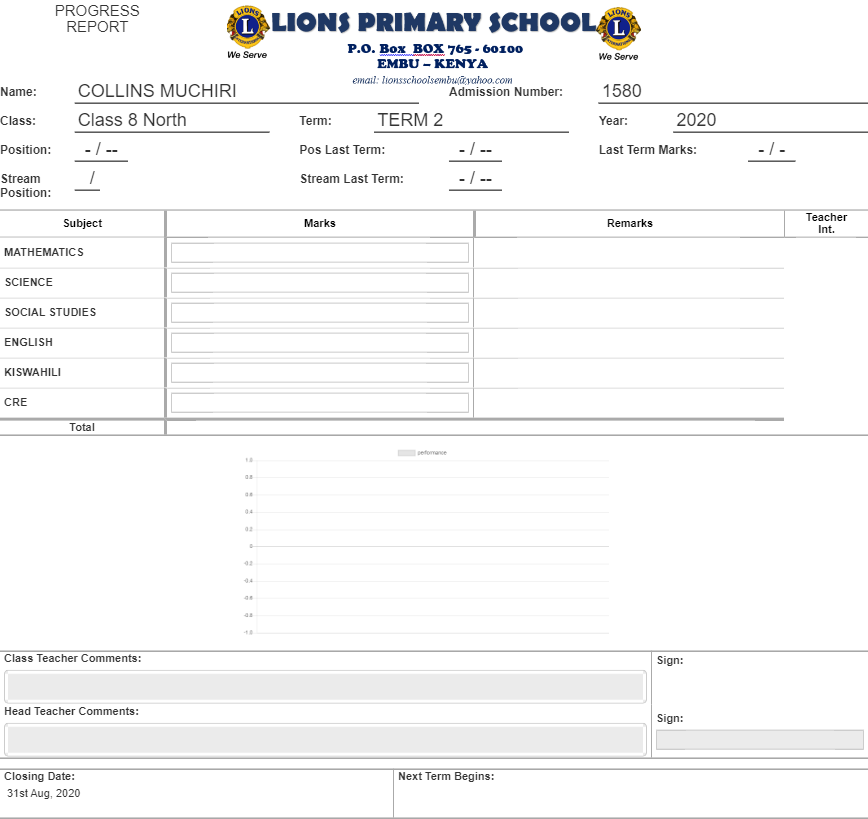 PROGRESS
REPORT
LIONS
L
INTERNATIONAL
We Serve
LIONS PRIMARY SCHOOL
LIONS
L
INTERNATIONAL
We Serve
P.O. Box BOX 765 - 60100
EMBU – KENYA
email: lionsschoolsembu@yahoo.com
Name: COLLINS MUCHIRI Admission Number: 1580
Class: Class 8 North Term: TERM 2 Year: 2020
Position: - / -- Pos Last Term: - / -- Last Term Marks: - / -
Stream Position: / Stream Last Term: - / --
Subject Marks Remarks Teacher Int.
MATHEMATICS
SCIENCE
SOCIAL STUDIES
ENGLISH
KISWAHILI
CRE
Total
performance
1.0
0.8
0.6
0.4
0.2
0
-0.2
-0.4
-0.6
-0.8
-1.0
Class Teacher Comments: Sign:
Head Teacher Comments: Sign:
Closing Date: Next Term Begins:
31st Aug, 2020